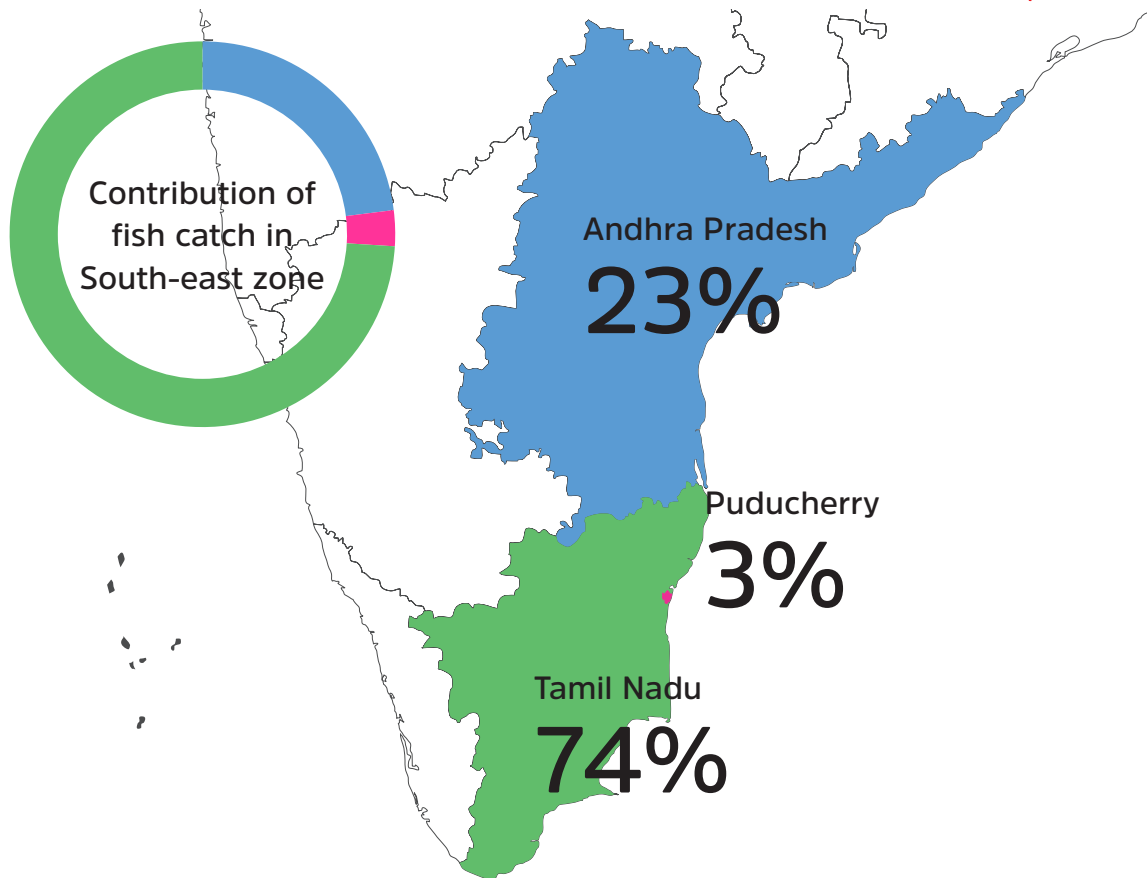 Contribution of
fish catch in
South-east zone
Andhra Pradesh
23%
Puducherry
3%
Tamil Nadu
74%